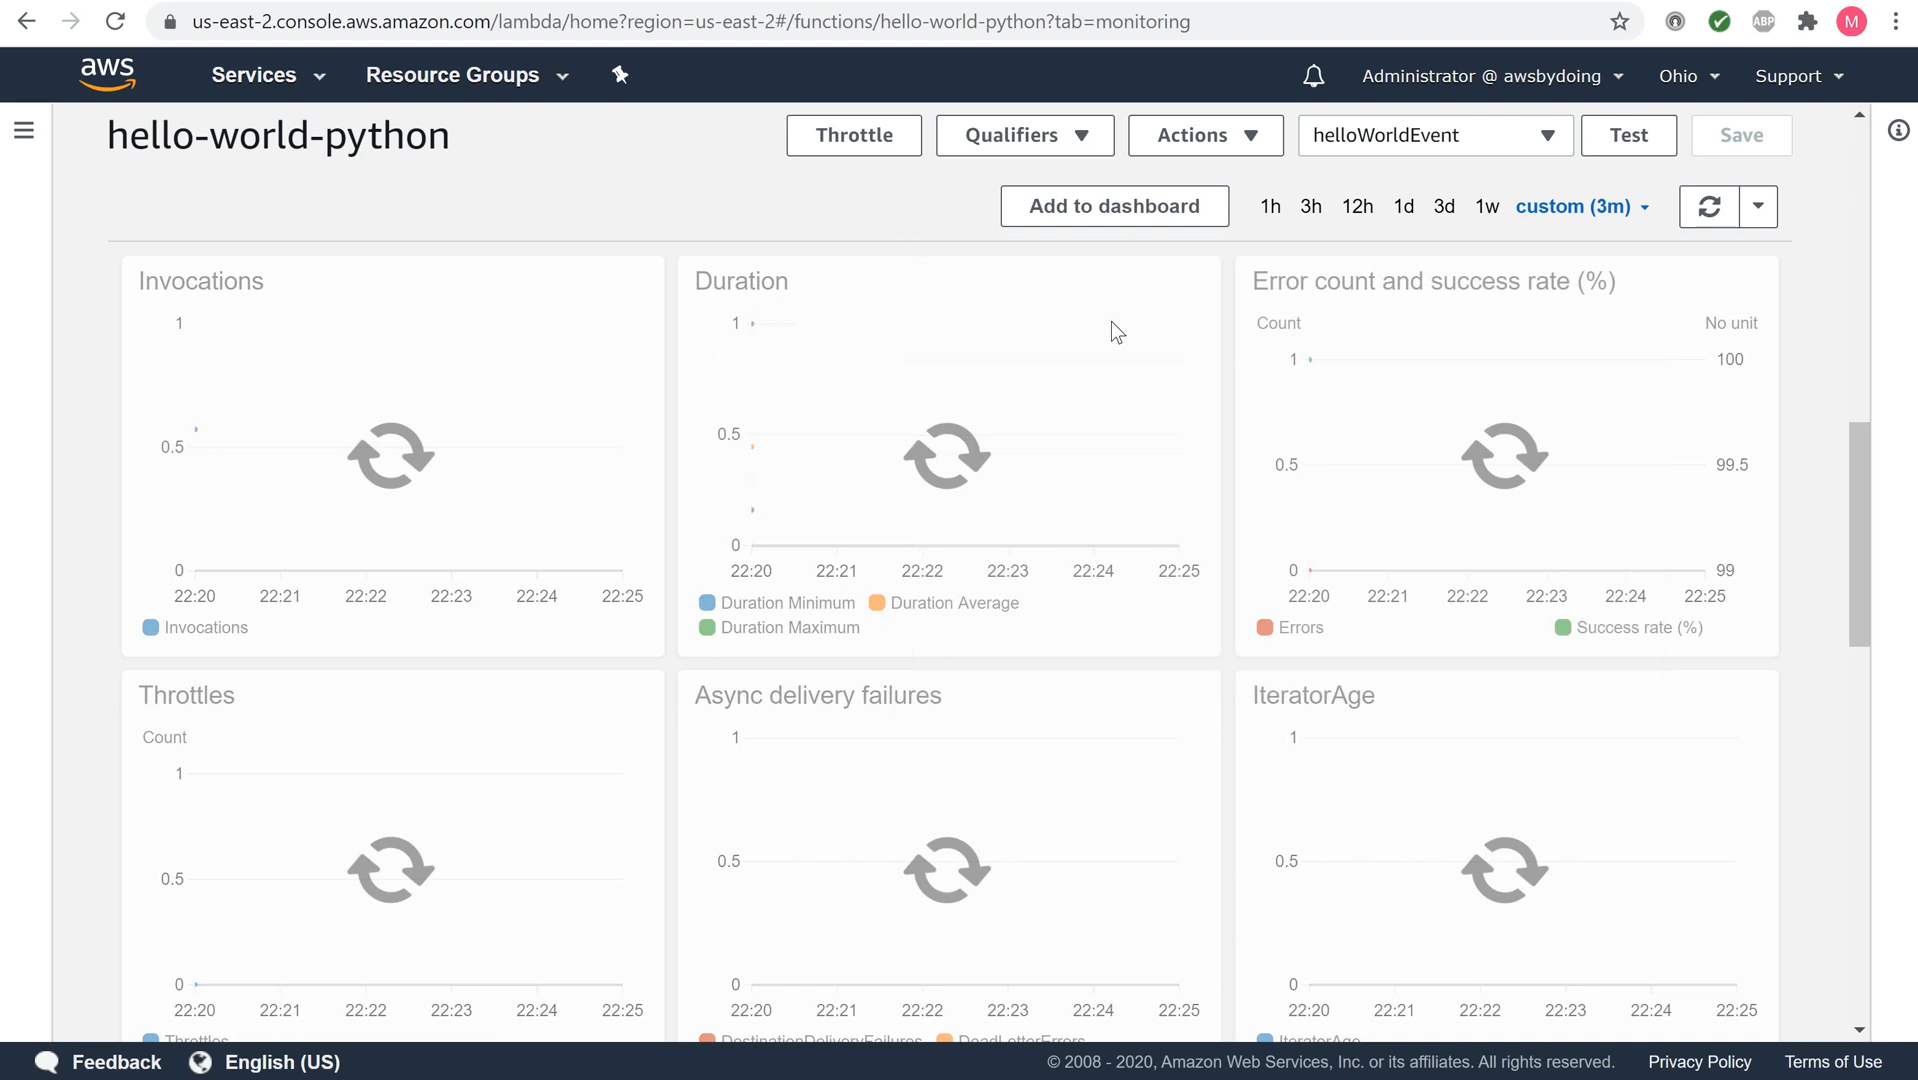 us-east-2.console.aws.amazon.com/lambda/home?region=us-east-2#/functions/hello-world-python?tab=monitoring
ABP
M
aws
Services
Resource Groups
Administrator @ awsbydoing
Ohio
Support
hello-world-python
Throttle
Qualifiers
Actions
helloWorldEvent
Test
Save
Add to dashboard
1h 3h 12h 1d 3d 1w custom (3m)
Invocations
1
0.5
0
22:20 22:21 22:22 22:23 22:24 22:25
Invocations
Duration
1
0.5
0
22:20 22:21 22:22 22:23 22:24 22:25
Duration Minimum Duration Average
Duration Maximum
Error count and success rate (%)
Count No unit
1 100
0.5 99.5
0 99
22:20 22:21 22:22 22:23 22:24 22:25
Errors Success rate (%)
Throttles
Count
1
0.5
0
22:20 22:21 22:22 22:23 22:24 22:25
Throttles
Async delivery failures
1
0.5
0
22:20 22:21 22:22 22:23 22:24 22:25
DestinationDeliveryFailures DeadLetterErrors
IteratorAge
1
0.5
0
22:20 22:21 22:22 22:23 22:24 22:25
IteratorAge
Feedback
English (US)
© 2008 - 2020, Amazon Web Services, Inc. or its affiliates. All rights reserved.
Privacy Policy
Terms of Use